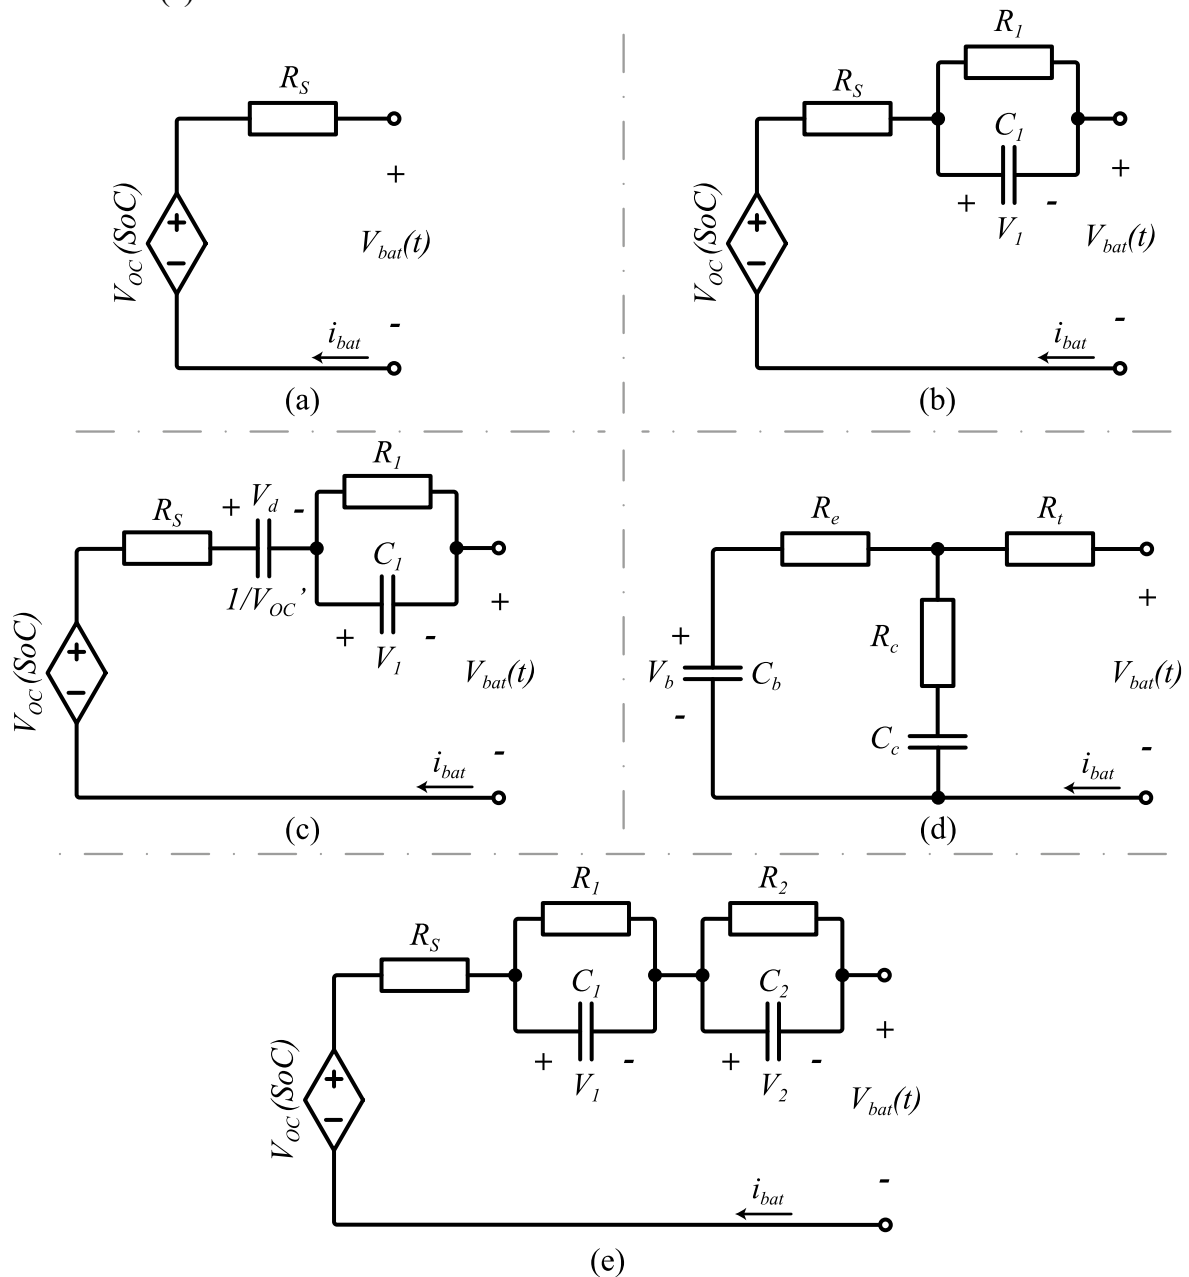 R_S
+
V_OC(SoC)
+
−
V_bat(t)
i_bat
-
(a)
R_1
R_S
C_1
+
-
V_1
+
V_OC(SoC)
+
−
V_bat(t)
i_bat
-
(b)
R_1
R_S
+ V_d -
C_1
1/V_OC’
+
-
V_1
+
V_OC(SoC)
+
−
V_bat(t)
i_bat
-
(c)
R_e
R_t
+
V_b
C_b
-
R_c
C_c
+
V_bat(t)
i_bat
-
(d)
R_1
R_2
R_S
C_1
C_2
+
-
+
-
V_1
V_2
+
V_OC(SoC)
+
−
V_bat(t)
i_bat
-
(e)